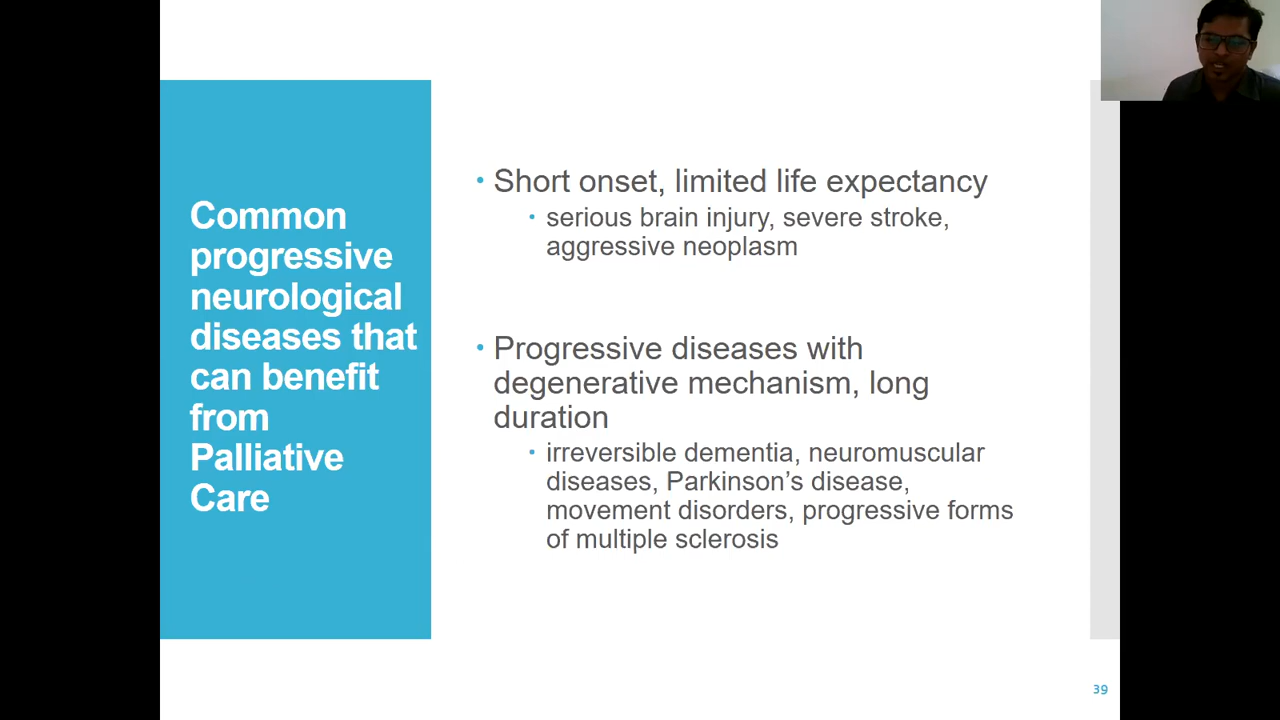 Common
progressive
neurological
diseases that
can benefit
from
Palliative
Care
• Short onset, limited life expectancy
• serious brain injury, severe stroke,
aggressive neoplasm
• Progressive diseases with
degenerative mechanism, long
duration
• irreversible dementia, neuromuscular
diseases, Parkinson’s disease,
movement disorders, progressive forms
of multiple sclerosis
39